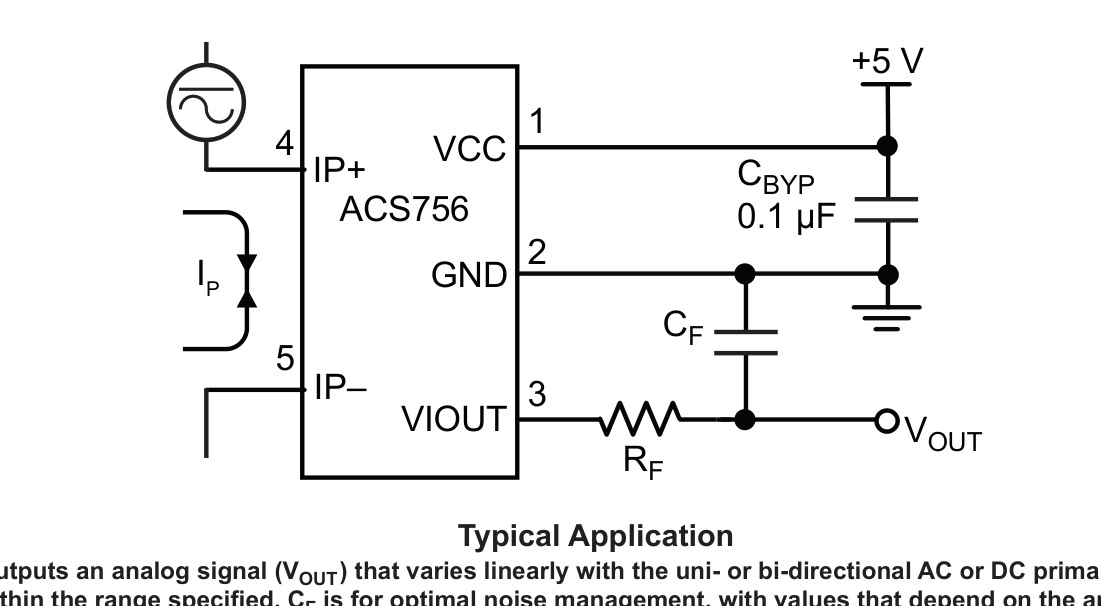 +5 V
1
4
VCC
IP+
CBYP
0.1 µF
ACS756
2
GND
IP
CF
5
IP–
3
VIOUT
VOUT
RF
Typical Application
utputs an analog signal (VOUT) that varies linearly with the uni- or bi-directional AC or DC prima
thin the range specified. CF is for optimal noise management, with values that depend on the